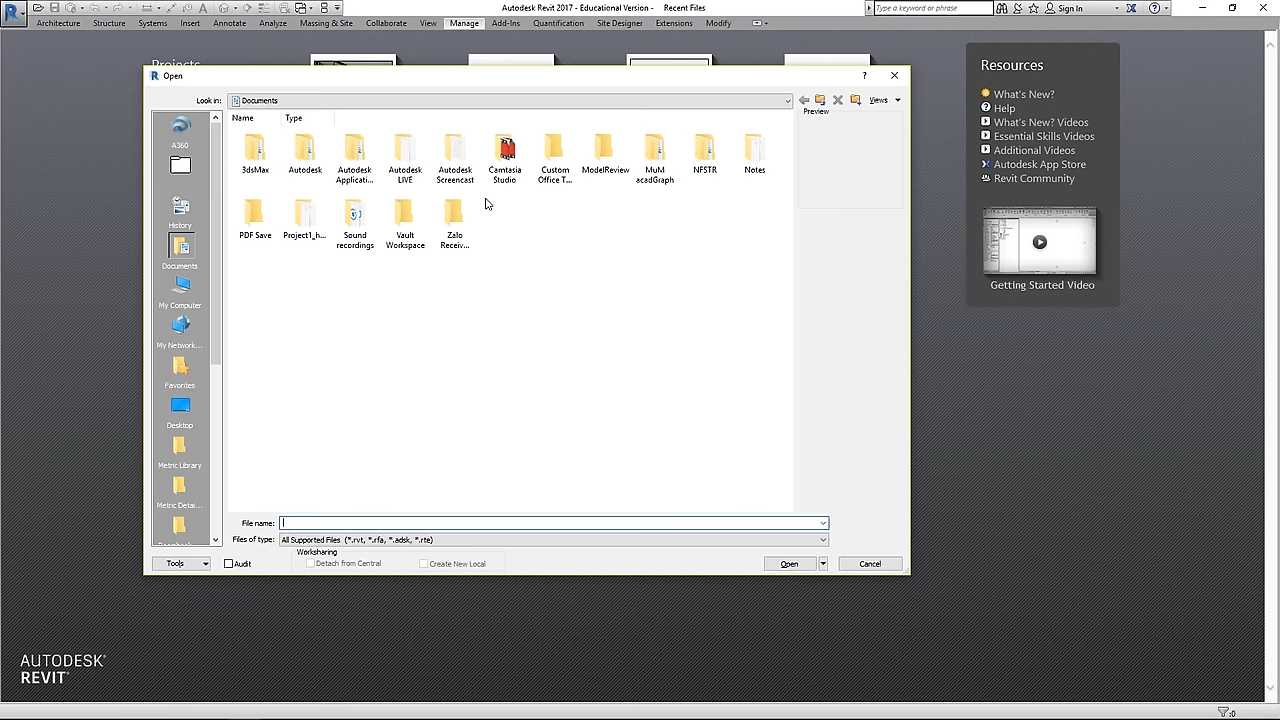 Autodesk Revit 2017 - Educational Version - Recent Files
Type a keyword or phrase
Sign In
Architecture Structure Systems Insert Annotate Analyze Massing & Site Collaborate View Manage Add-Ins Quantification Site Designer Extensions Modify
Projects
Open
Look in: Documents
Views
Name Type
Preview
A360
History
Documents
My Computer
My Network...
Favorites
Desktop
Metric Library
Metric Detai...
3dsMax
Autodesk
Autodesk Applicati...
Autodesk LIVE
Autodesk Screencast
Camtasia Studio
Custom Office T...
ModelReview
MuM acadGraph
NFSTR
Notes
PDF Save
Project1_h...
Sound recordings
Vault Workspace
Zalo Receiv...
File name:
Files of type: All Supported Files (*.rvt, *.rfa, *.adsk, *.rte)
Worksharing
Tools
Audit
Detach from Central
Create New Local
Open
Cancel
Resources
What's New?
Help
What's New? Videos
Essential Skills Videos
Additional Videos
Autodesk App Store
Revit Community
Getting Started Video
AUTODESK®
REVIT®
:0